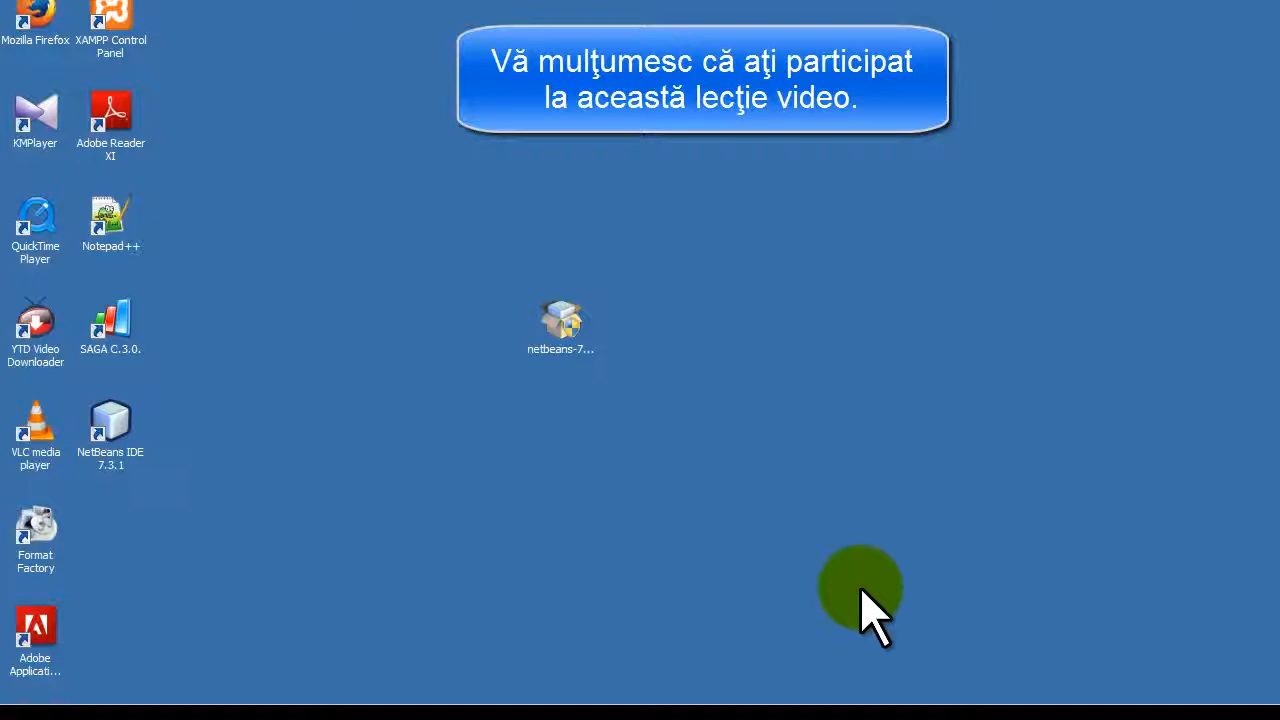 Mozilla Firefox
XAMPP Control
Panel
Vă mulţumesc că aţi participat
la această lecţie video.
KMPlayer
Adobe Reader
XI
QuickTime
Player
Notepad++
YTD Video
Downloader
SAGA C.3.0.
netbeans-7...
VLC media
player
NetBeans IDE
7.3.1
Format
Factory
Adobe
Applicati...